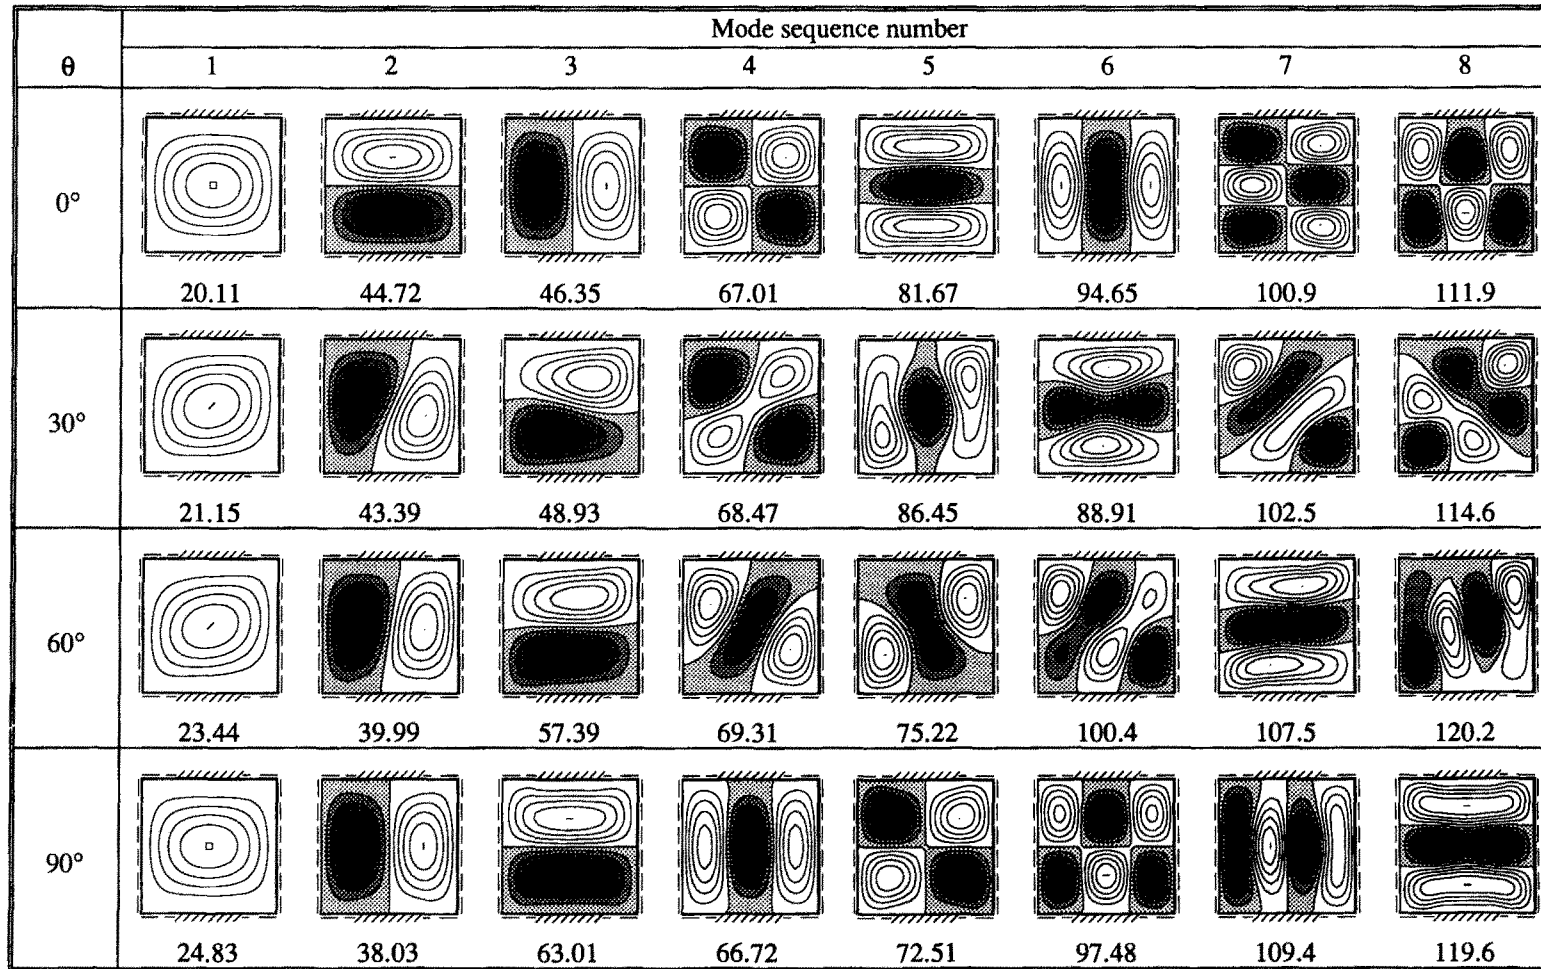 Mode sequence number
θ 1 2 3 4 5 6 7 8
0°
20.11 44.72 46.35 67.01 81.67 94.65 100.9 111.9
30°
21.15 43.39 48.93 68.47 86.45 88.91 102.5 114.6
60°
23.44 39.99 57.39 69.31 75.22 100.4 107.5 120.2
90°
24.83 38.03 63.01 66.72 72.51 97.48 109.4 119.6